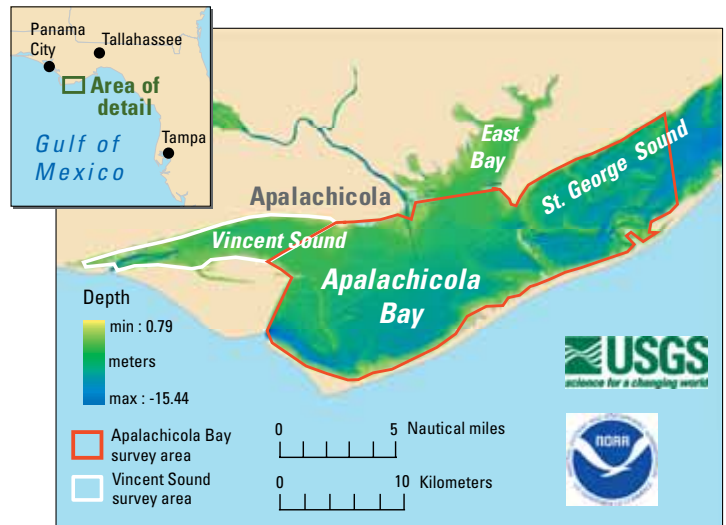 Panama
City
Tallahassee
Area of
detail
Gulf of
Mexico
Tampa
East
Bay
St. George Sound
Apalachicola
Vincent Sound
Apalachicola
Bay
Depth
min : 0.79
meters
max : -15.44
Apalachicola Bay
survey area
Vincent Sound
survey area
0 5 Nautical miles
0 10 Kilometers
USGS
science for a changing world
NOAA